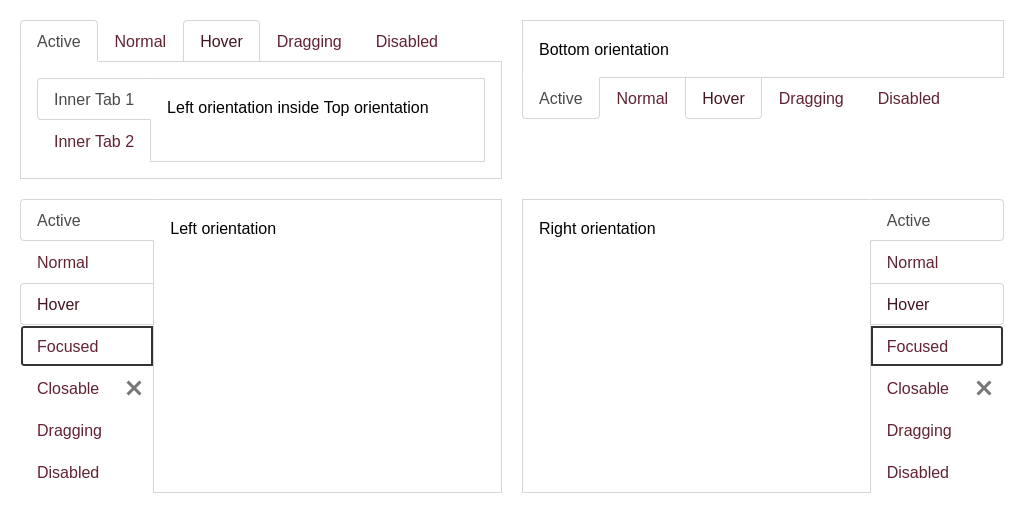 Active Normal Hover Dragging Disabled
Inner Tab 1
Left orientation inside Top orientation
Inner Tab 2
Bottom orientation
Active Normal Hover Dragging Disabled
Active
Left orientation
Normal
Hover
Focused
Closable
Dragging
Disabled
Right orientation
Active
Normal
Hover
Focused
Closable
Dragging
Disabled